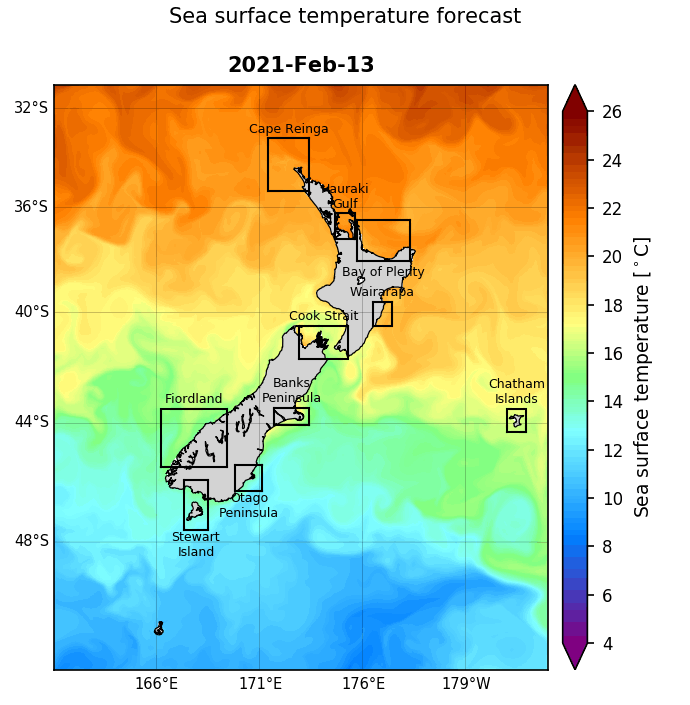 Sea surface temperature forecast
2021-Feb-13
32°S
36°S
40°S
44°S
48°S
166°E
171°E
176°E
179°W
Cape Reinga
Hauraki
Gulf
Bay of Plenty
Wairarapa
Cook Strait
Banks
Peninsula
Fiordland
Chatham
Islands
Otago
Peninsula
Stewart
Island
26
24
22
20
18
16
14
12
10
8
6
4
Sea surface temperature [°C]